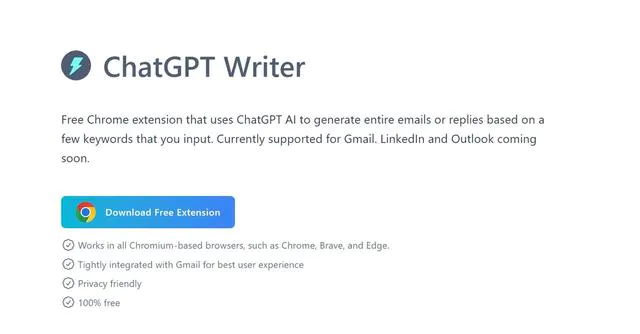 ChatGPT Writer
Free Chrome extension that uses ChatGPT AI to generate entire emails or replies based on a
few keywords that you input. Currently supported for Gmail. LinkedIn and Outlook coming
soon.
Download Free Extension
Works in all Chromium-based browsers, such as Chrome, Brave, and Edge.
Tightly integrated with Gmail for best user experience
Privacy friendly
100% free